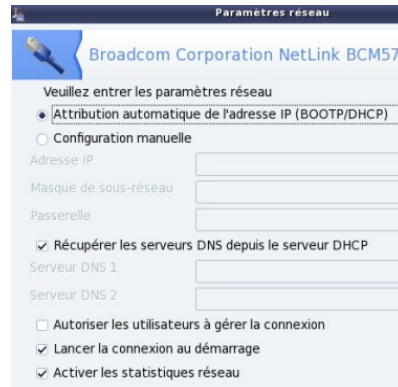 Paramètres réseau
Broadcom Corporation NetLink BCM57
Veuillez entrer les paramètres réseau
Attribution automatique de l'adresse IP (BOOTP/DHCP)
Configuration manuelle
Adresse IP
Masque de sous-réseau
Passerelle
Récupérer les serveurs DNS depuis le serveur DHCP
Serveur DNS 1
Serveur DNS 2
Autoriser les utilisateurs à gérer la connexion
Lancer la connexion au démarrage
Activer les statistiques réseau